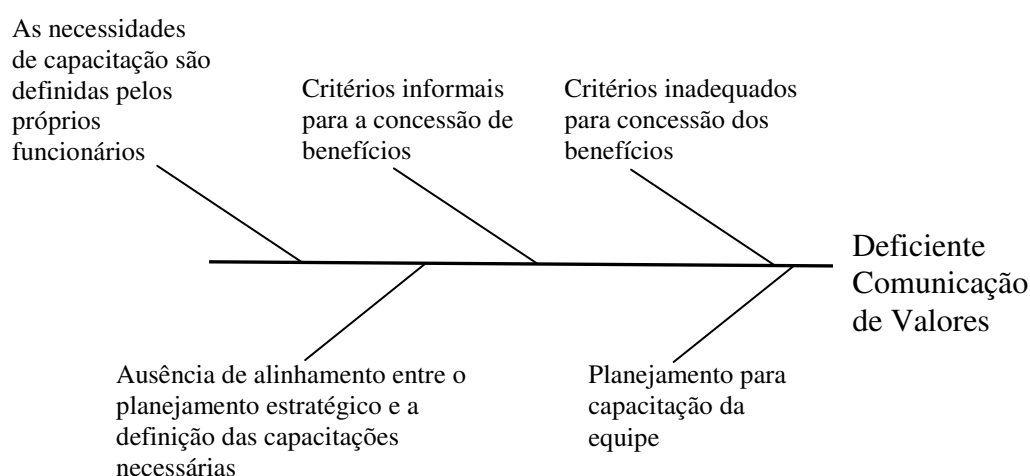 As necessidades
de capacitação são
definidas pelos
próprios
funcionários
Critérios informais
para a concessão de
benefícios
Critérios inadequados
para concessão dos
benefícios
Deficiente
Comunicação
de Valores
Ausência de alinhamento entre o
planejamento estratégico e a
definição das capacitações
necessárias
Planejamento para
capacitação da
equipe